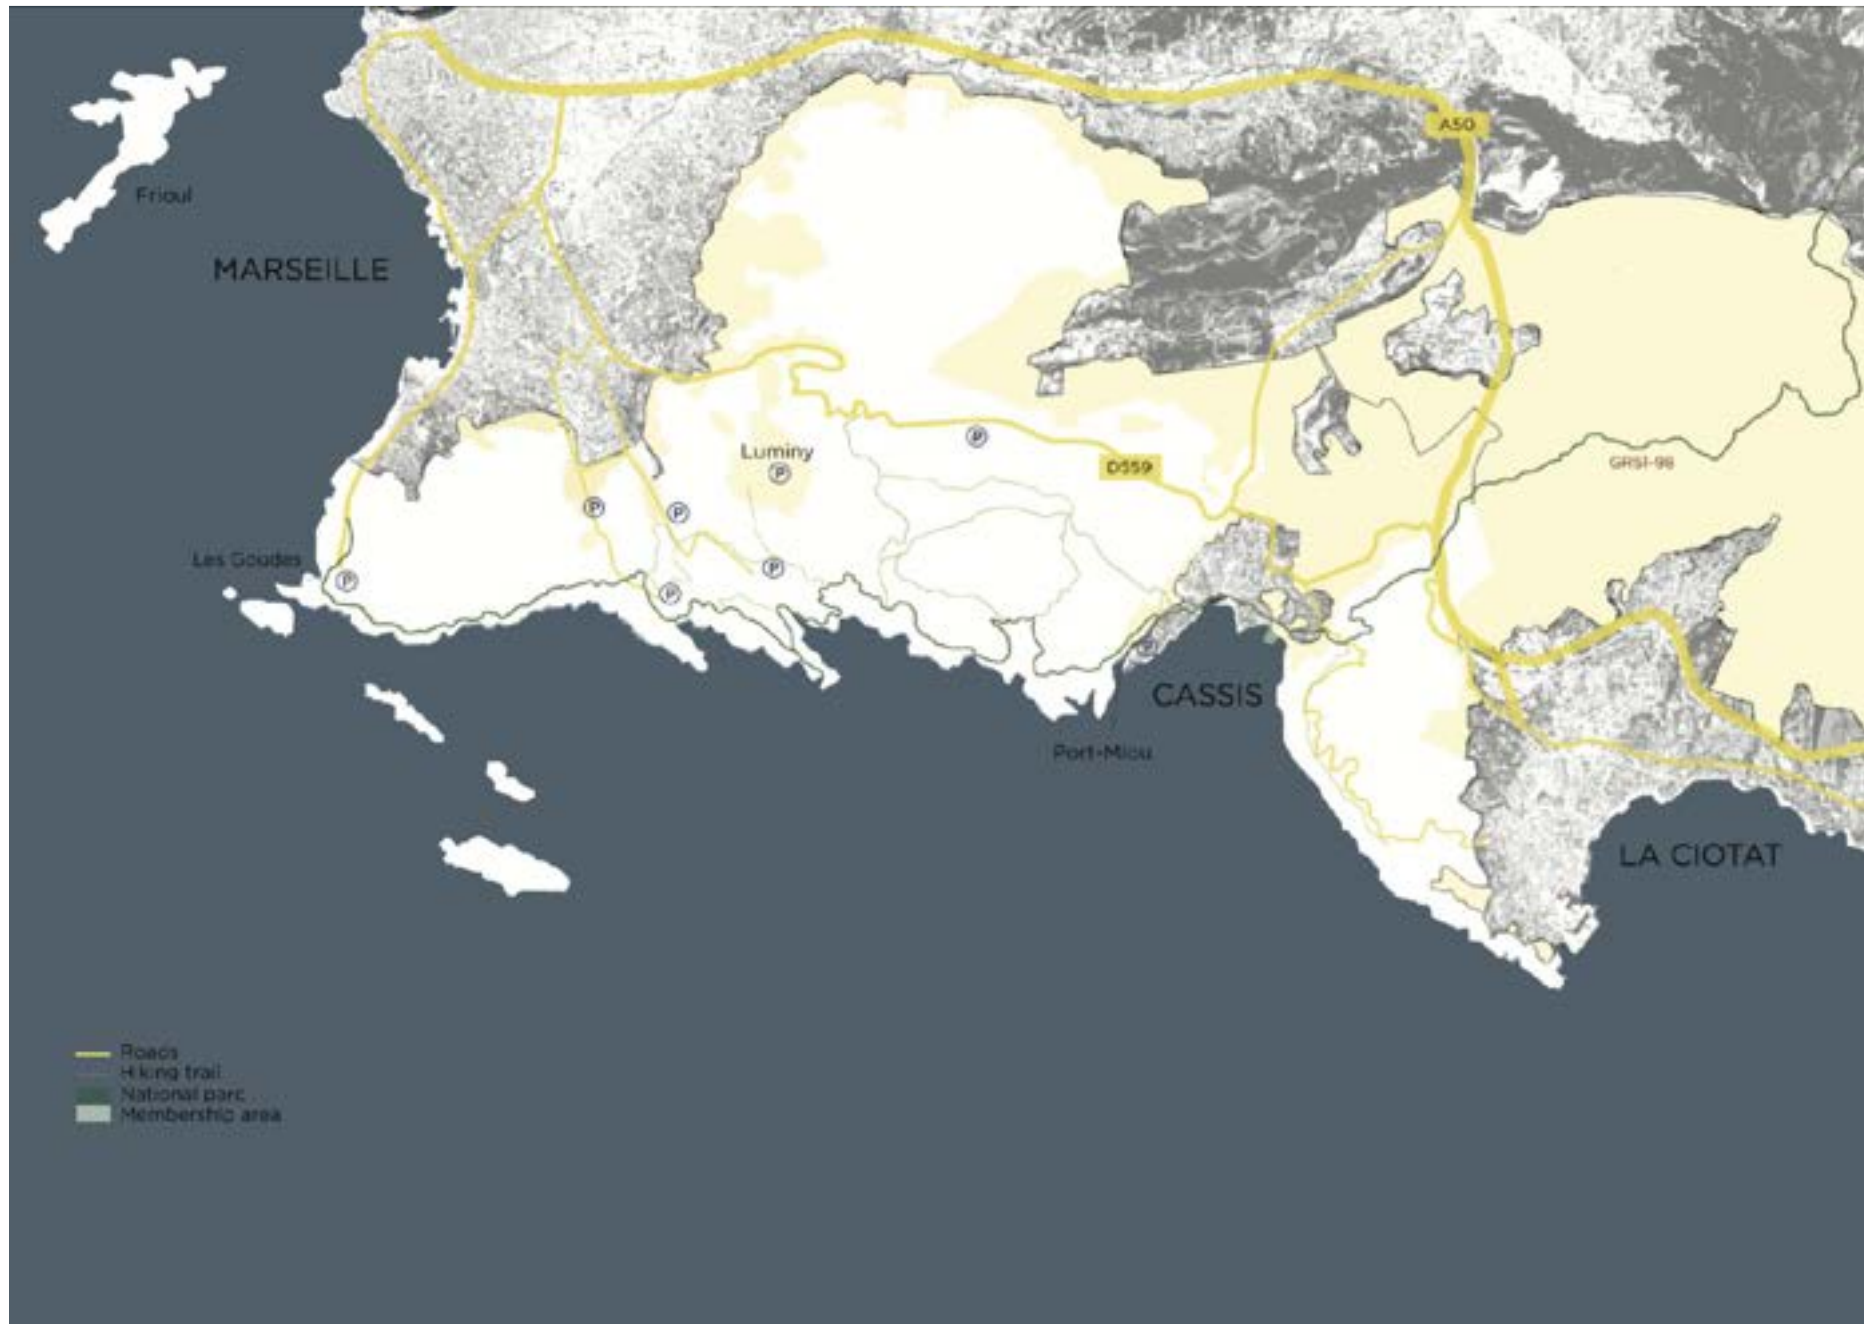 A50
Frioul
MARSEILLE
Luminy
P
P
D559
GR51-98
P
P
Les Goudes
P
P
P
CASSIS
Port-Miou
LA CIOTAT
Roads
Hiking trail
National parc
Membership area